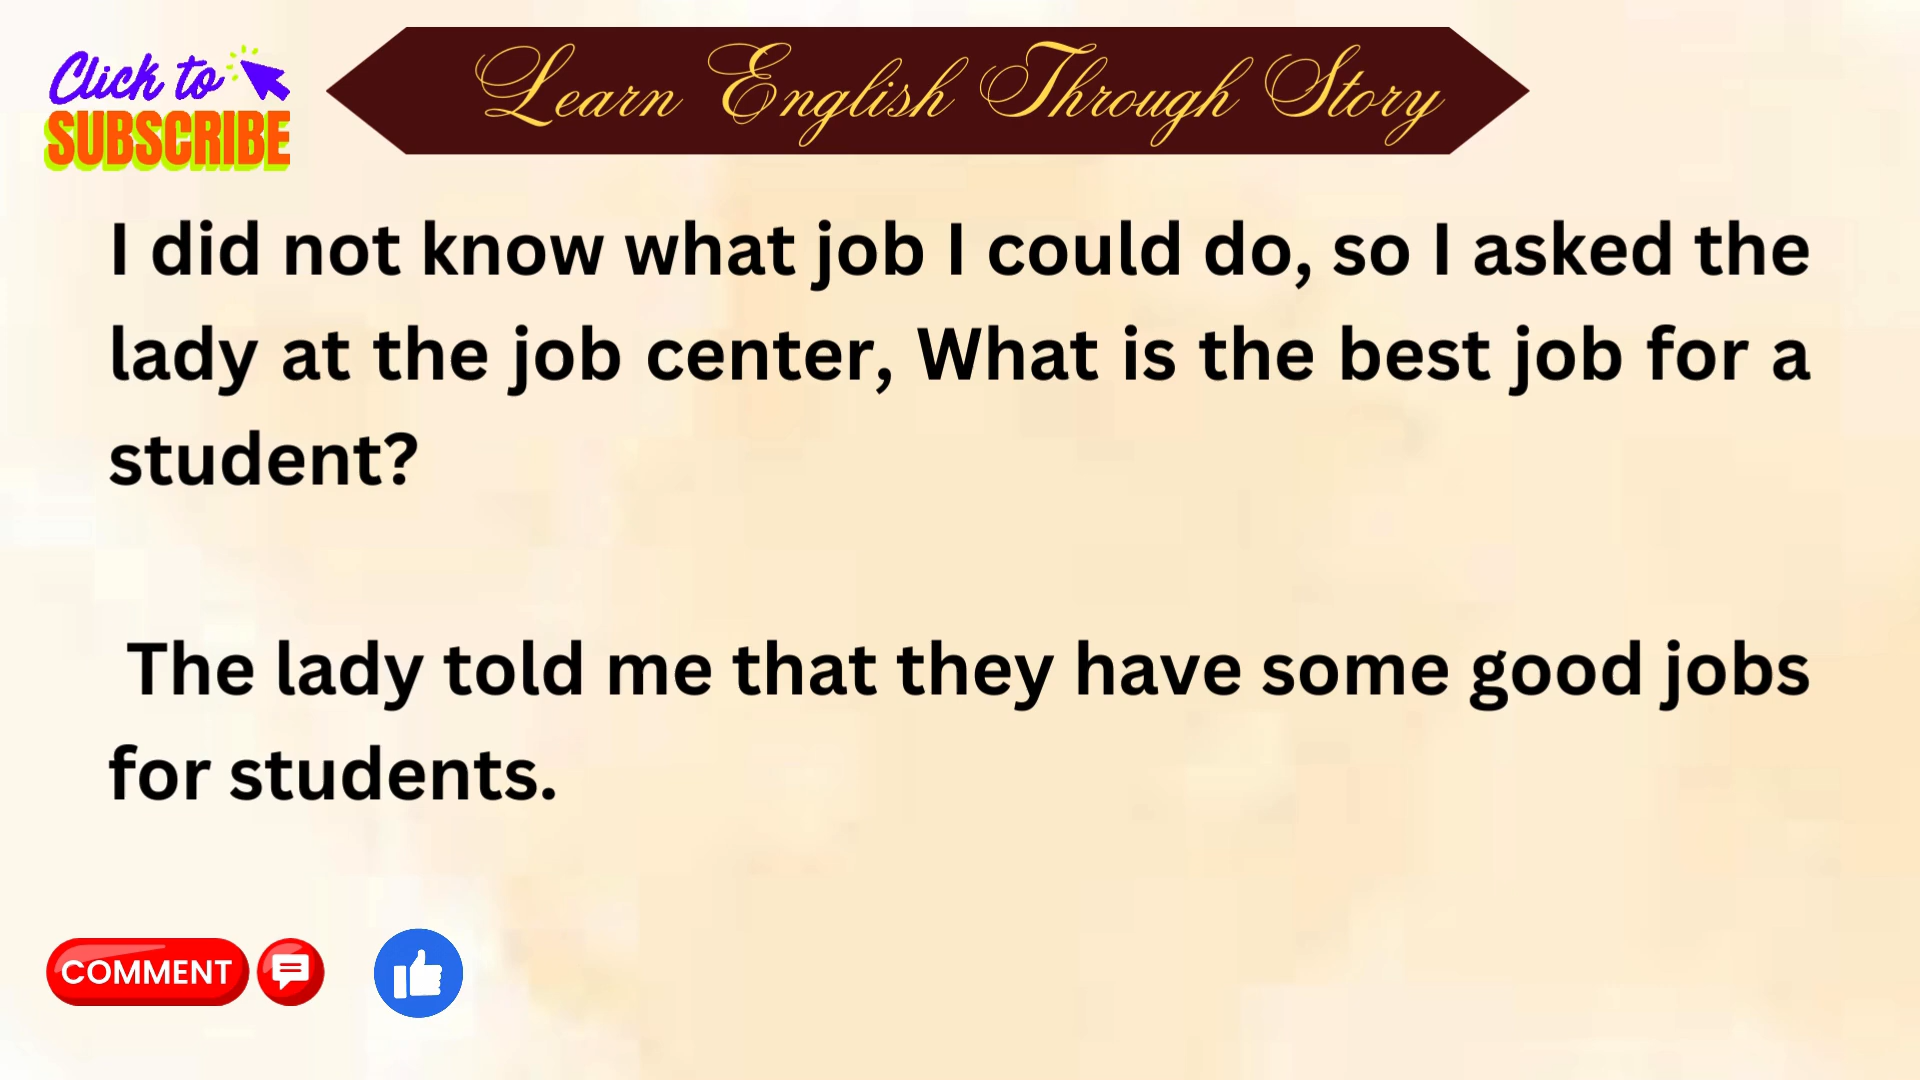 Click to
SUBSCRIBE
Learn English Through Story
I did not know what job I could do, so I asked the
lady at the job center, What is the best job for a
student?
The lady told me that they have some good jobs
for students.
COMMENT